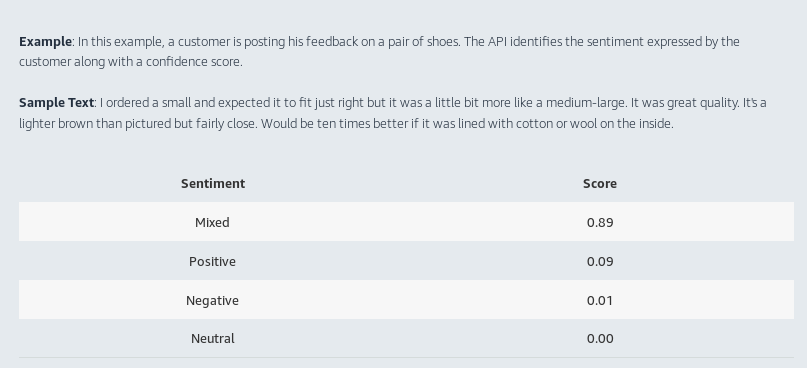 Example: In this example, a customer is posting his feedback on a pair of shoes. The API identifies the sentiment expressed by the
customer along with a confidence score.
Sample Text: I ordered a small and expected it to fit just right but it was a little bit more like a medium-large. It was great quality. It's a
lighter brown than pictured but fairly close. Would be ten times better if it was lined with cotton or wool on the inside.
Sentiment Score
Mixed 0.89
Positive 0.09
Negative 0.01
Neutral 0.00